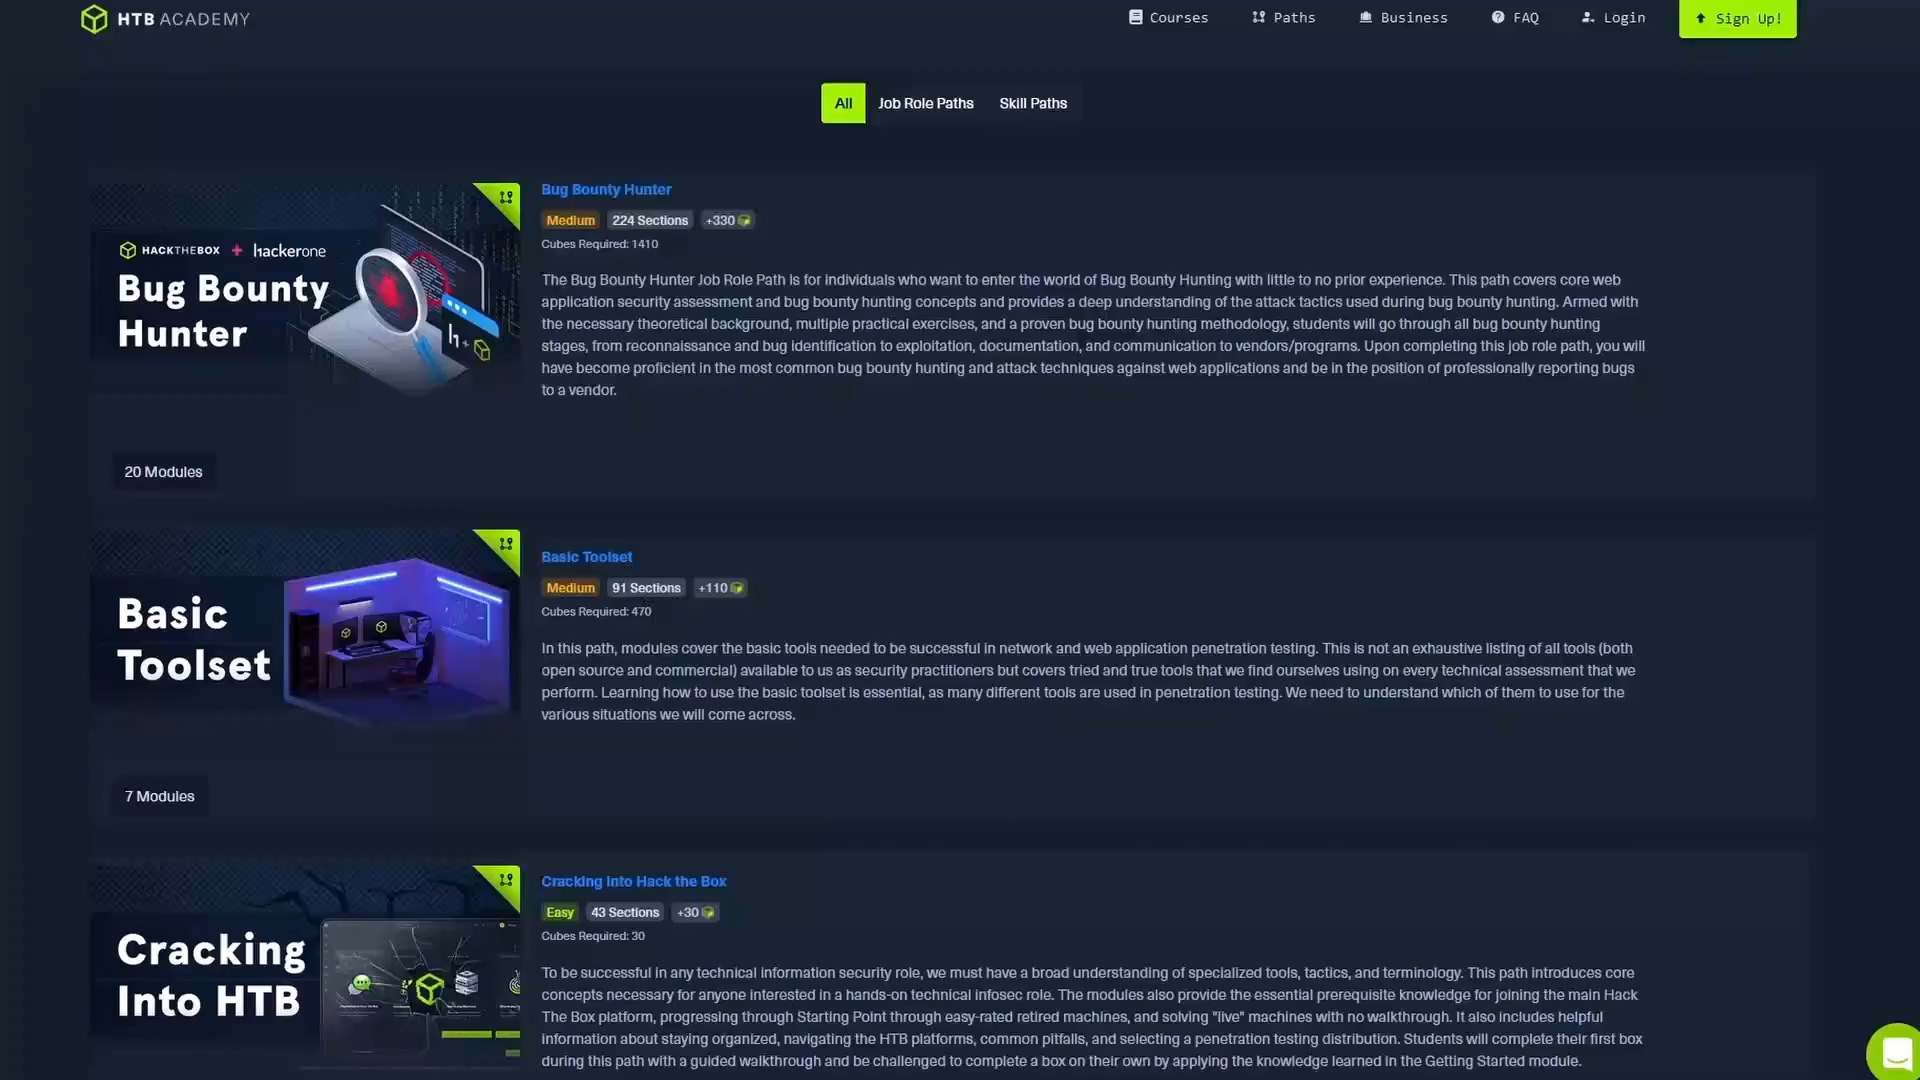 HTB ACADEMY
Courses
Paths
Business
FAQ
Login
Sign Up!
All
Job Role Paths
Skill Paths
HACKTHEBOX + hackerone
Bug Bounty
Hunter
20 Modules
Bug Bounty Hunter
Medium 224 Sections +330
Cubes Required: 1410
The Bug Bounty Hunter Job Role Path is for individuals who want to enter the world of Bug Bounty Hunting with little to no prior experience. This path covers core web
application security assessment and bug bounty hunting concepts and provides a deep understanding of the attack tactics used during bug bounty hunting. Armed with
the necessary theoretical background, multiple practical exercises, and a proven bug bounty hunting methodology, students will go through all bug bounty hunting
stages, from reconnaissance and bug identification to exploitation, documentation, and communication to vendors/programs. Upon completing this job role path, you will
have become proficient in the most common bug bounty hunting and attack techniques against web applications and be in the position of professionally reporting bugs
to a vendor.
Basic
Toolset
7 Modules
Basic Toolset
Medium 91 Sections +110
Cubes Required: 470
In this path, modules cover the basic tools needed to be successful in network and web application penetration testing. This is not an exhaustive listing of all tools (both
open source and commercial) available to us as security practitioners but covers tried and true tools that we find ourselves using on every technical assessment that we
perform. Learning how to use the basic toolset is essential, as many different tools are used in penetration testing. We need to understand which of them to use for the
various situations we will come across.
Cracking
Into HTB
Cracking into Hack the Box
Easy 43 Sections +30
Cubes Required: 30
To be successful in any technical information security role, we must have a broad understanding of specialized tools, tactics, and terminology. This path introduces core
concepts necessary for anyone interested in a hands-on technical infosec role. The modules also provide the essential prerequisite knowledge for joining the main Hack
The Box platform, progressing through Starting Point through easy-rated retired machines, and solving "live" machines with no walkthrough. It also includes helpful
information about staying organized, navigating the HTB platforms, common pitfalls, and selecting a penetration testing distribution. Students will complete their first box
during this path with a guided walkthrough and be challenged to complete a box on their own by applying the knowledge learned in the Getting Started module.